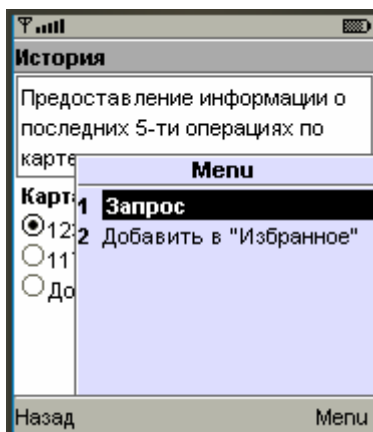 История
Предоставление информации о
последних 5-ти операциях по
карте
Menu
1 Запрос
2 Добавить в "Избранное"
Карт
12
11
До
Назад Menu